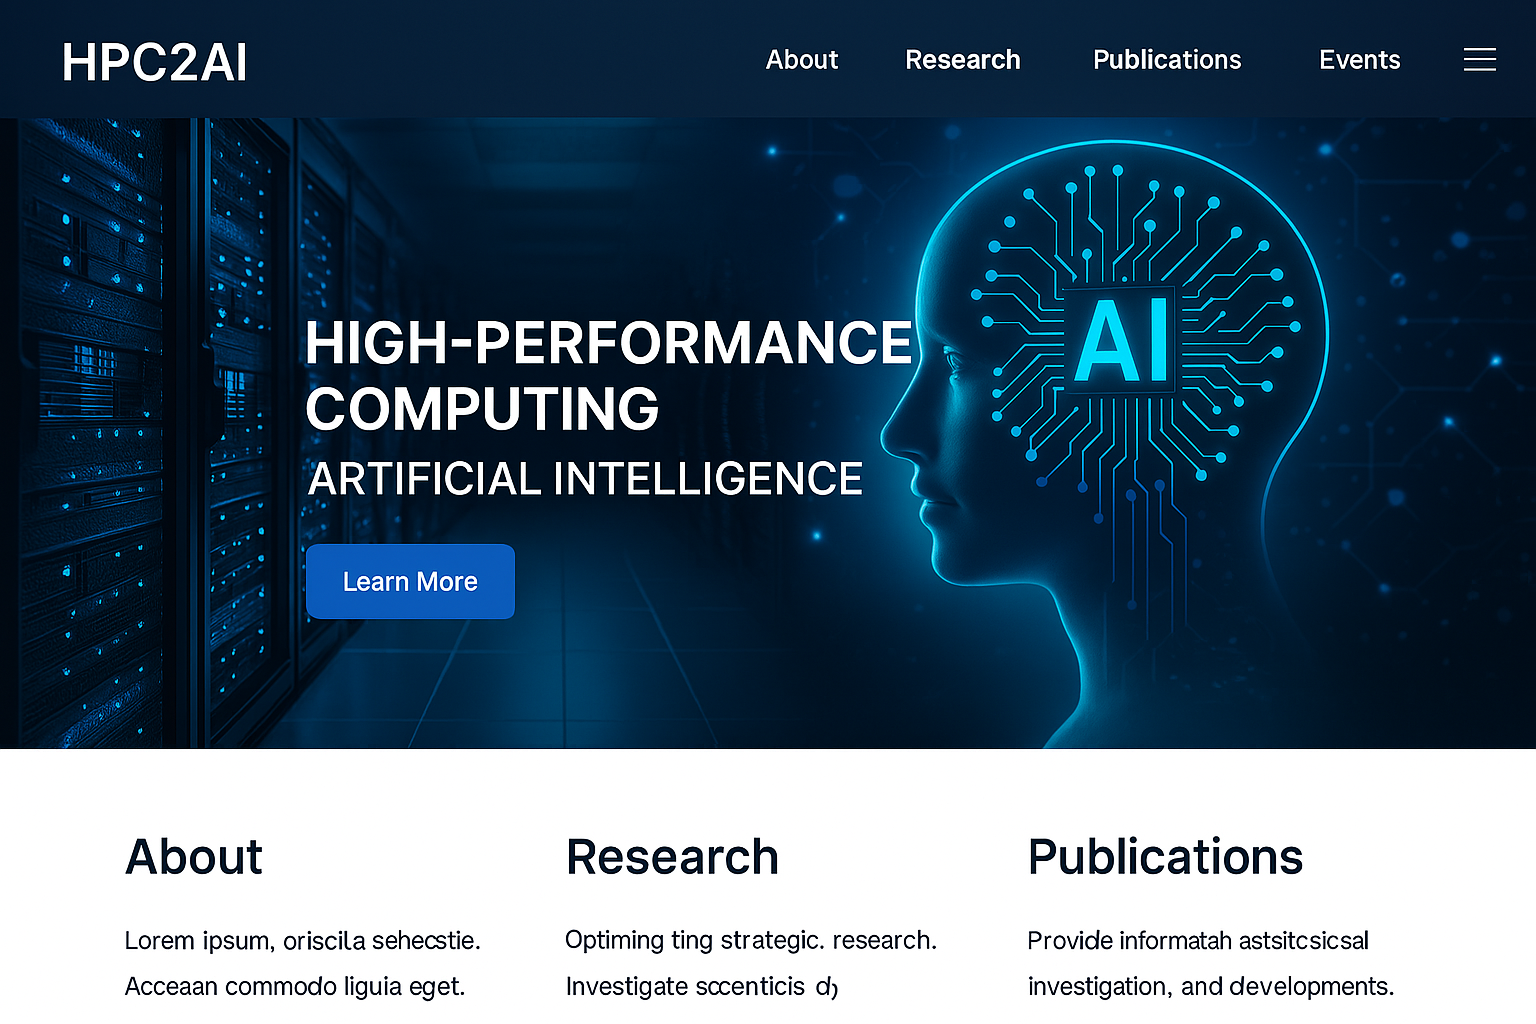 HPC2AI
About Research Publications Events
HIGH-PERFORMANCE
COMPUTING
ARTIFICIAL INTELLIGENCE
AI
Learn More
About
Lorem ipsum, oriscila sehecstie.
Acceaan commodo liguia eget.
Research
Optiming ting strategic. research.
Investigate sccenticis
Publications
Provide informatah astsitcsicsal
investigation, and developments.